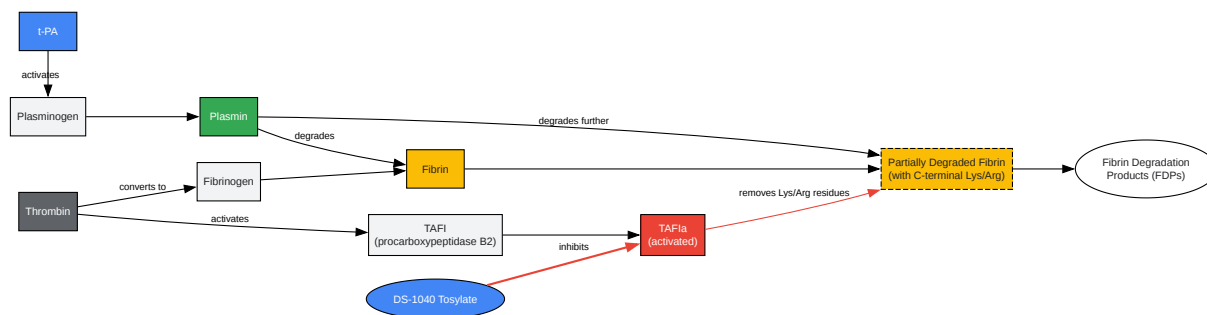 t-PA
activates
Plasminogen
Plasmin
degrades further
degrades
Fibrin
Partially Degraded Fibrin
(with C-terminal Lys/Arg)
Fibrin Degradation
Products (FDPs)
Thrombin
converts to
Fibrinogen
activates
TAFI
(procarboxypeptidase B2)
inhibits
TAFIa
(activated)
removes Lys/Arg residues
DS-1040 Tosylate